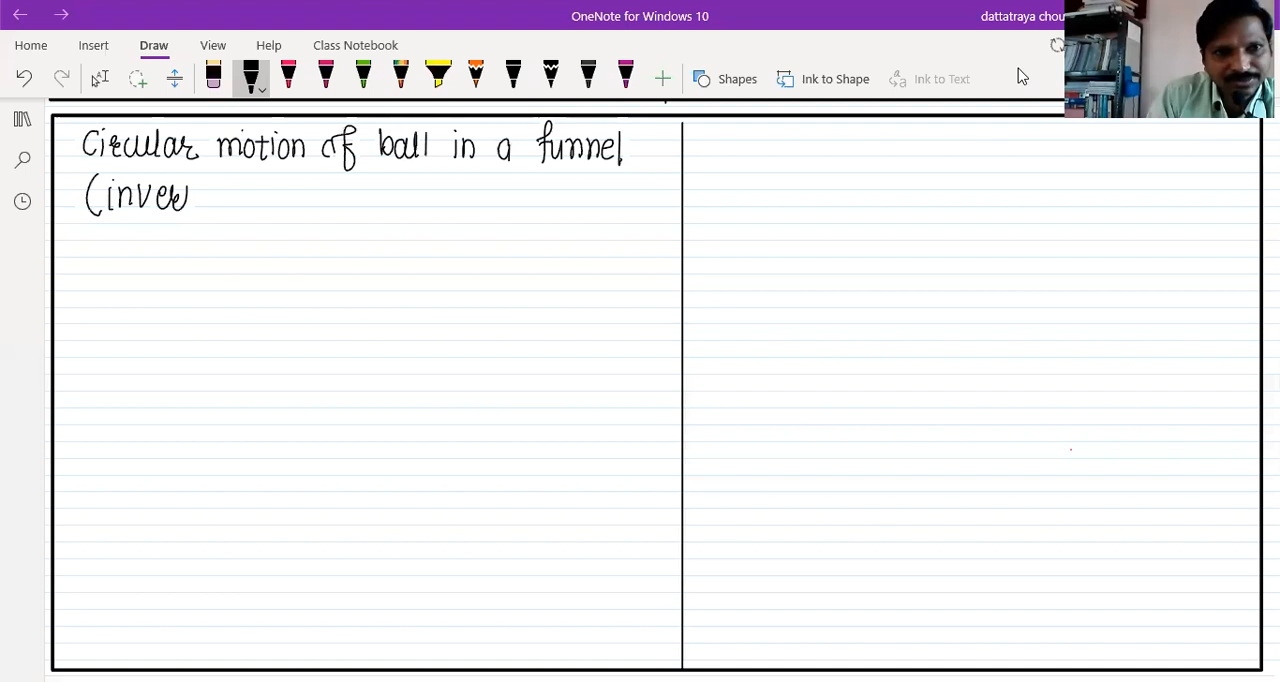 OneNote for Windows 10
dattatraya chou
Home Insert Draw View Help Class Notebook
Shapes Ink to Shape Ink to Text
Circular motion of ball in a funnel
(inver